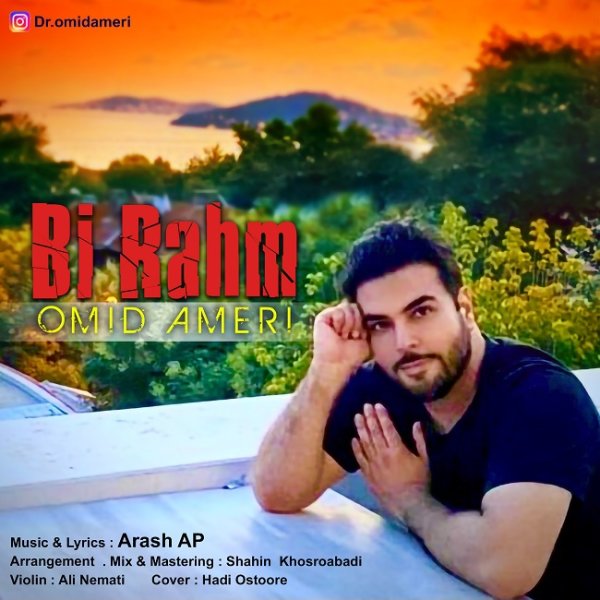 Dr.omidameri
Bi Rahm
OMID AMERI
Music & Lyrics : Arash AP
Arrangement . Mix & Mastering : Shahin Khosroabadi
Violin : Ali Nemati Cover : Hadi Ostoore